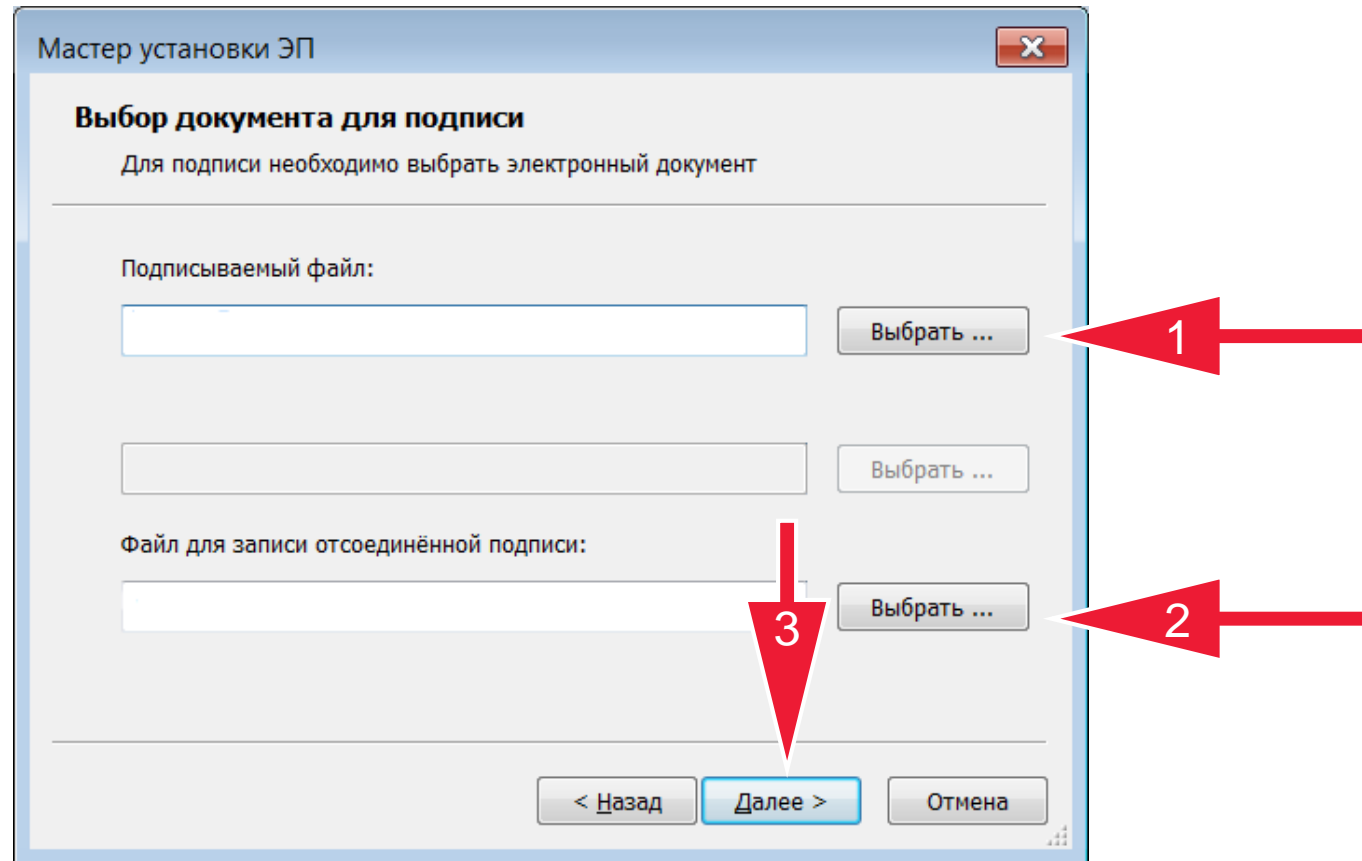 Мастер установки ЭП
Выбор документа для подписи
Для подписи необходимо выбрать электронный документ
Подписываемый файл:
Выбрать ...
1
Выбрать ...
Файл для записи отсоединённой подписи:
Выбрать ...
2
3
< Назад
Далее >
Отмена